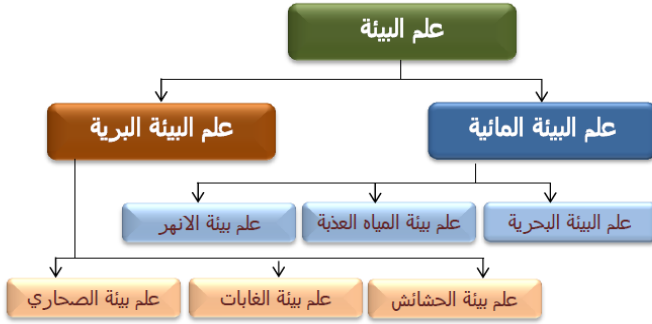 علم البيئة
علم البيئة المائية
علم البيئة البرية
علم البيئة البحرية
علم بيئة المياه العذبة
علم بيئة الانهر
علم بيئة الحشائش
علم بيئة الغابات
علم بيئة الصحاري